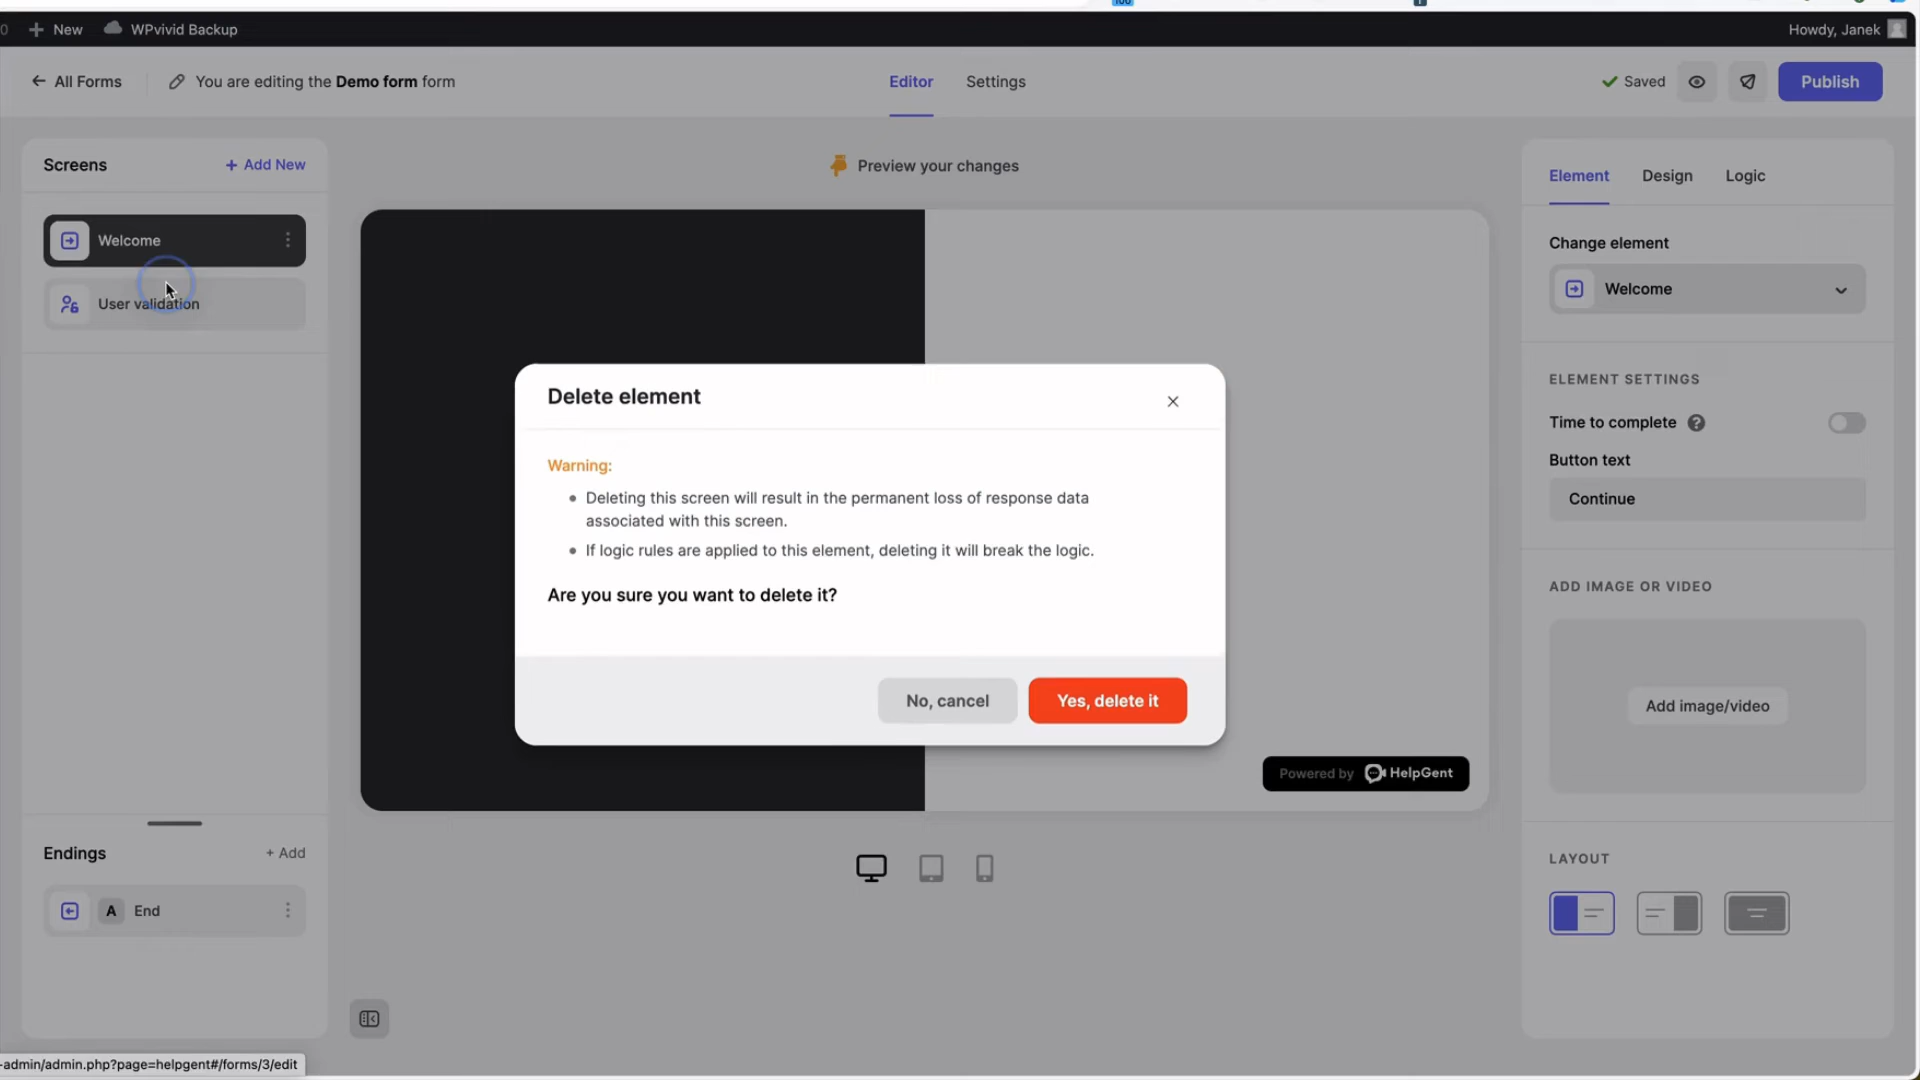 0 New WPvivid Backup Howdy, Janek
All Forms You are editing the Demo form form Editor Settings Saved Publish
Screens + Add New
Welcome
User validation
Preview your changes
Powered by HelpGent
Delete element
Warning:
Deleting this screen will result in the permanent loss of response data
associated with this screen.
If logic rules are applied to this element, deleting it will break the logic.
Are you sure you want to delete it?
No, cancel Yes, delete it
Element Design Logic
Change element
Welcome
ELEMENT SETTINGS
Time to complete ?
Button text
Continue
ADD IMAGE OR VIDEO
Add image/video
LAYOUT
Endings + Add
A End
-admin/admin.php?page=helpgent#/forms/3/edit